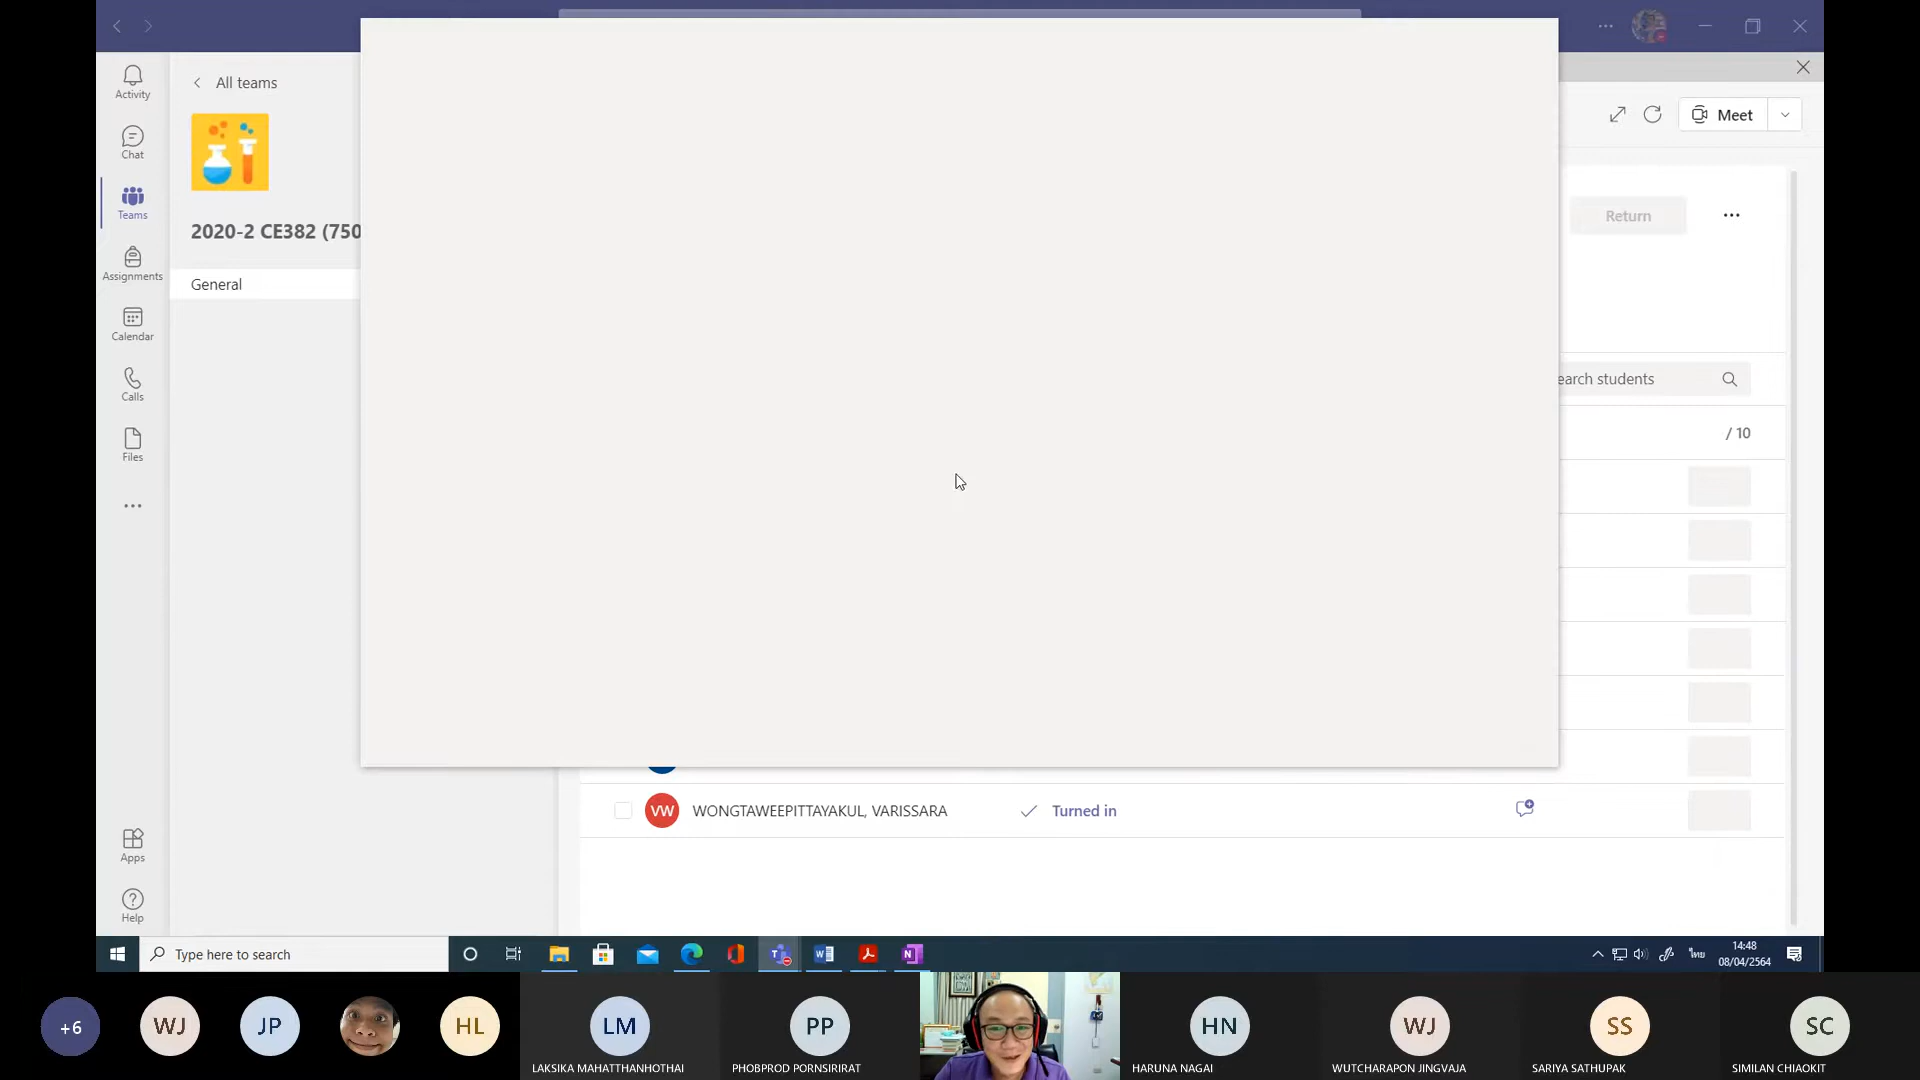 Activity
Chat
Teams
Assignments
Calendar
Calls
Files
Apps
Help
All teams
2020-2 CE382 (750
General
Meet
Return
earch students
/ 10
VW WONGTAWEEPITTAYAKUL, VARISSARA Turned in
Type here to search
ไทย
14:48
08/04/2564
+6
WJ
JP
HL
LM
LAKSIKA MAHATTHANHOTHAI
PP
PHOBPROD PORNSIRIRAT
HN
HARUNA NAGAI
WJ
WUTCHARAPON JINGVAJA
SS
SARIYA SATHUPAK
SC
SIMILAN CHIAOKIT